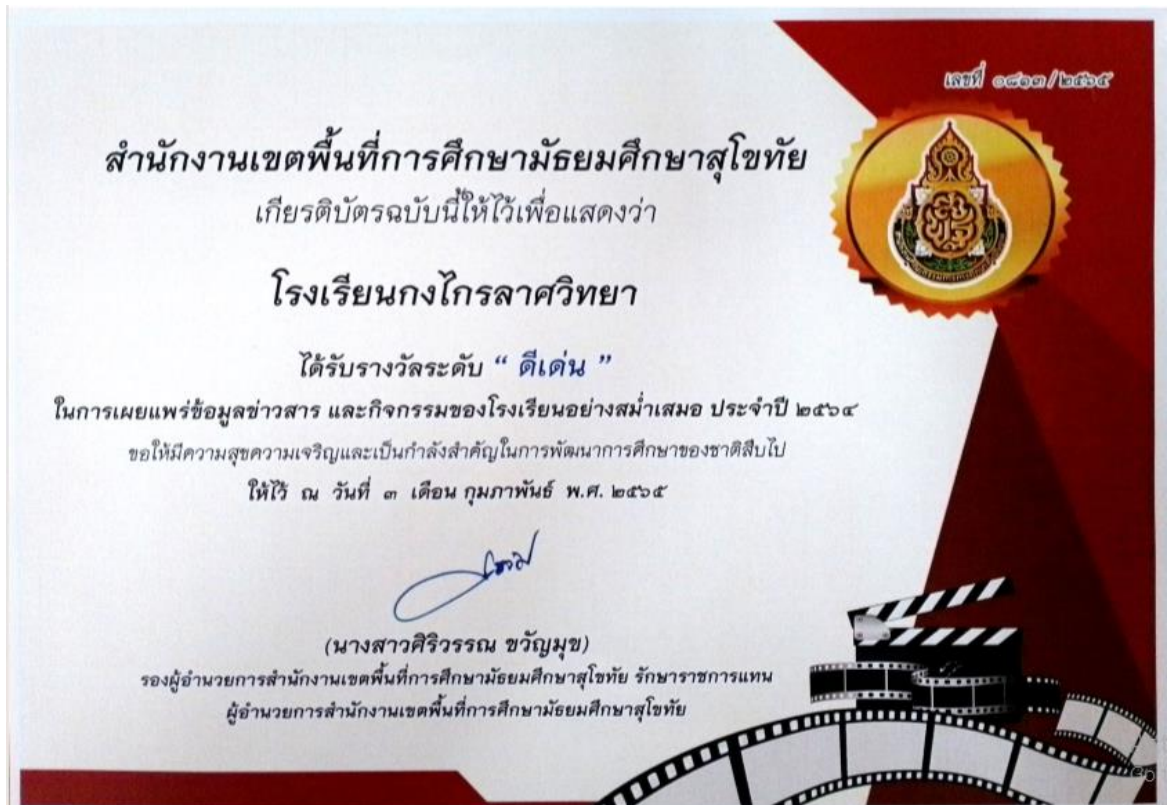 เลขที่ ๐๘๑๓/๒๕๖๕
สำนักงานเขตพื้นที่การศึกษามัธยมศึกษาสุโขทัย
เกียรติบัตรฉบับนี้ให้ไว้เพื่อแสดงว่า
โรงเรียนกงไกรลาศวิทยา
ได้รับรางวัลระดับ “ ดีเด่น ”
ในการเผยแพร่ข้อมูลข่าวสาร และกิจกรรมของโรงเรียนอย่างสม่ำเสมอ ประจำปี ๒๕๖๔
ขอให้มีความสุขความเจริญและเป็นกำลังสำคัญในการพัฒนาการศึกษาของชาติสืบไป
ให้ไว้ ณ วันที่ ๓ เดือน กุมภาพันธ์ พ.ศ. ๒๕๖๕
(นางสาวศิริวรรณ ขวัญมุข)
รองผู้อำนวยการสำนักงานเขตพื้นที่การศึกษามัธยมศึกษาสุโขทัย รักษาราชการแทน
ผู้อำนวยการสำนักงานเขตพื้นที่การศึกษามัธยมศึกษาสุโขทัย